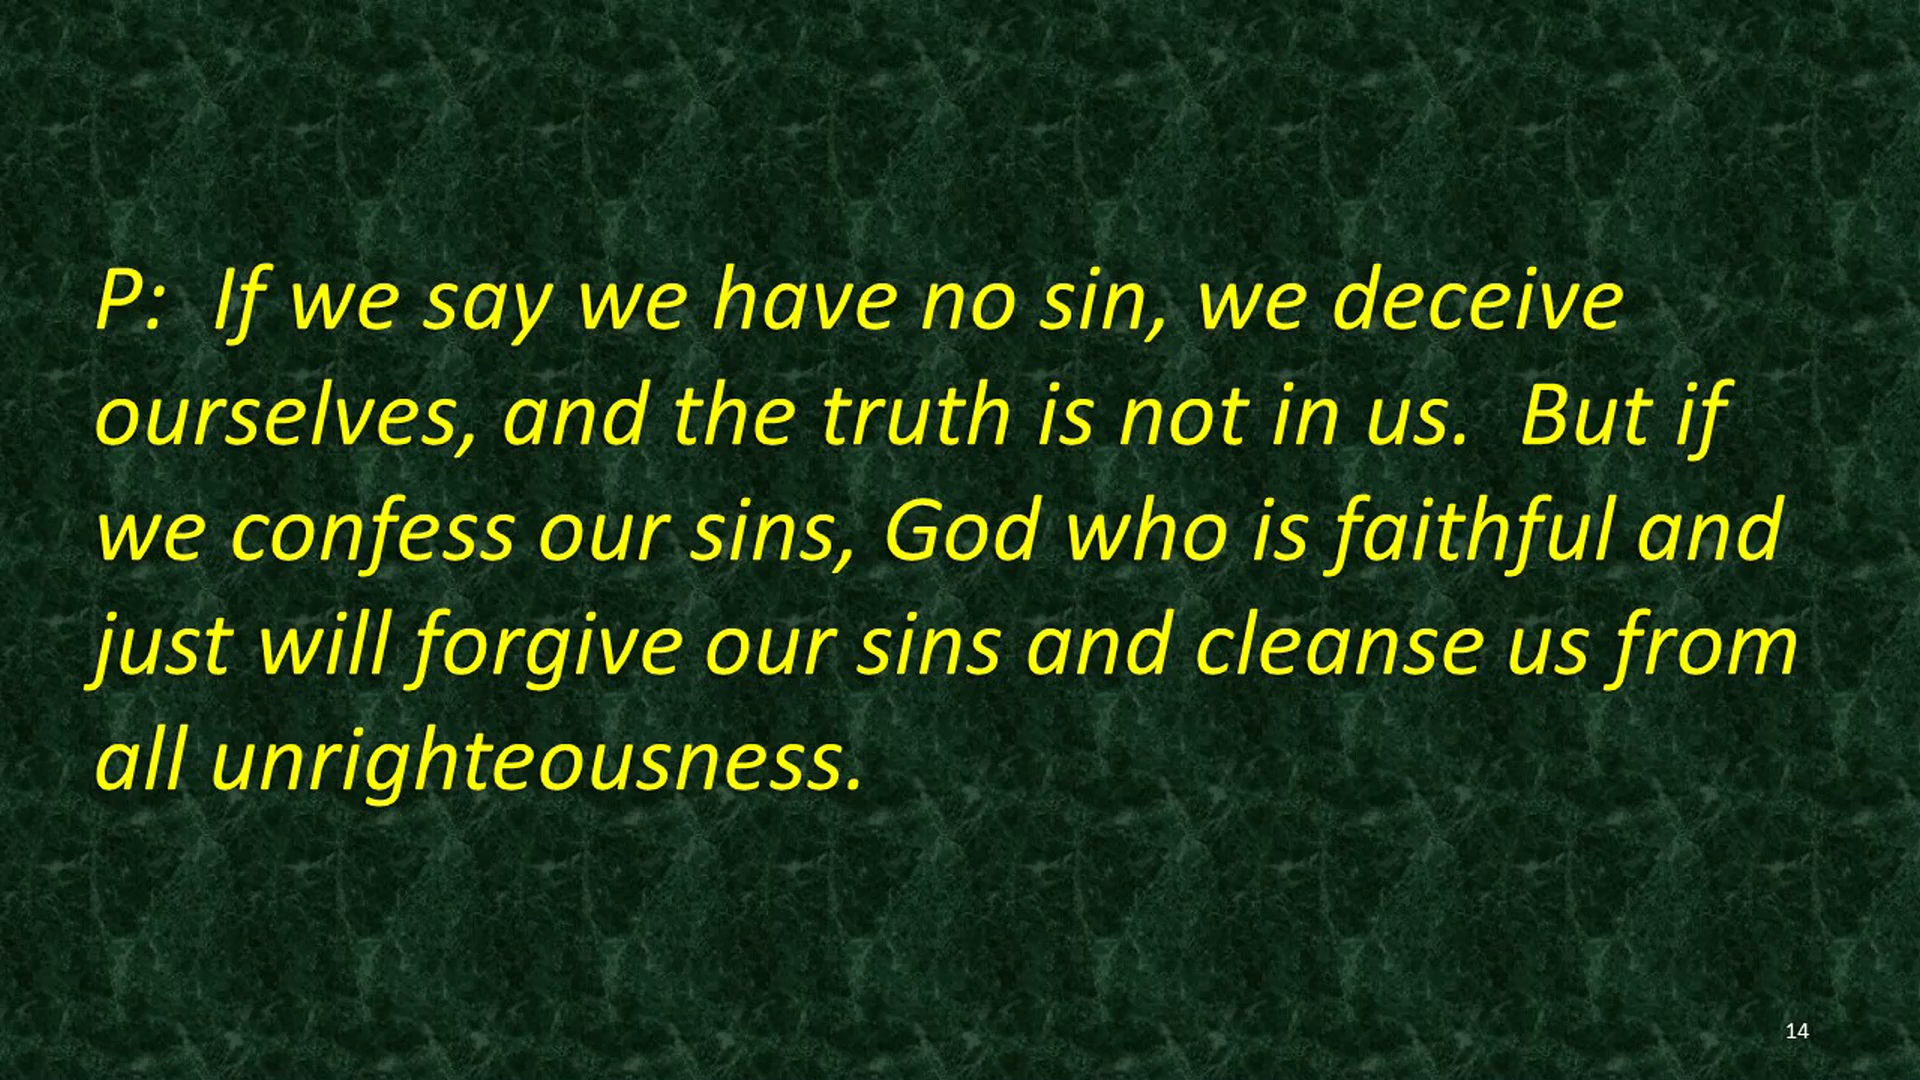 P:  If we say we have no sin, we deceive
ourselves, and the truth is not in us.  But if
we confess our sins, God who is faithful and
just will forgive our sins and cleanse us from
all unrighteousness.
14